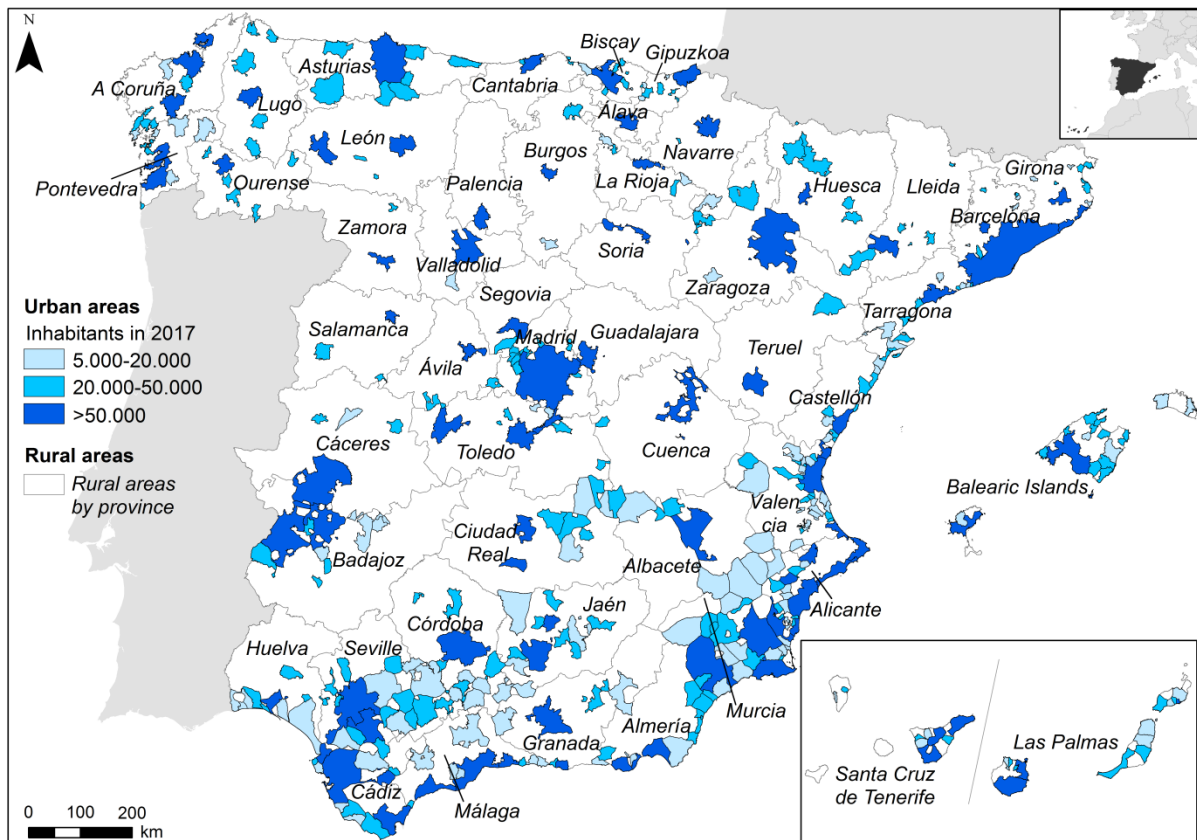 N
Biscay
Gipuzkoa
Asturias
Cantabria
A Coruña
Lugo
Álava
León
Navarre
Burgos
Girona
Pontevedra
Ourense
Palencia
La Rioja
Huesca
Lleida
Barcelona
Zamora
Soria
Valladolid
Zaragoza
Segovia
Tarragona
Urban areas
Inhabitants in 2017
5.000-20.000
20.000-50.000
>50.000
Rural areas
Rural areas
by province
Salamanca
Madrid
Guadalajara
Ávila
Teruel
Castellón
Cáceres
Toledo
Cuenca
Balearic Islands
Valen
cia
Ciudad
Real
Badajoz
Albacete
Alicante
Jaén
Córdoba
Huelva
Seville
Murcia
Almería
Granada
Las Palmas
Santa Cruz
de Tenerife
Cádiz
Málaga
0 100 200
km